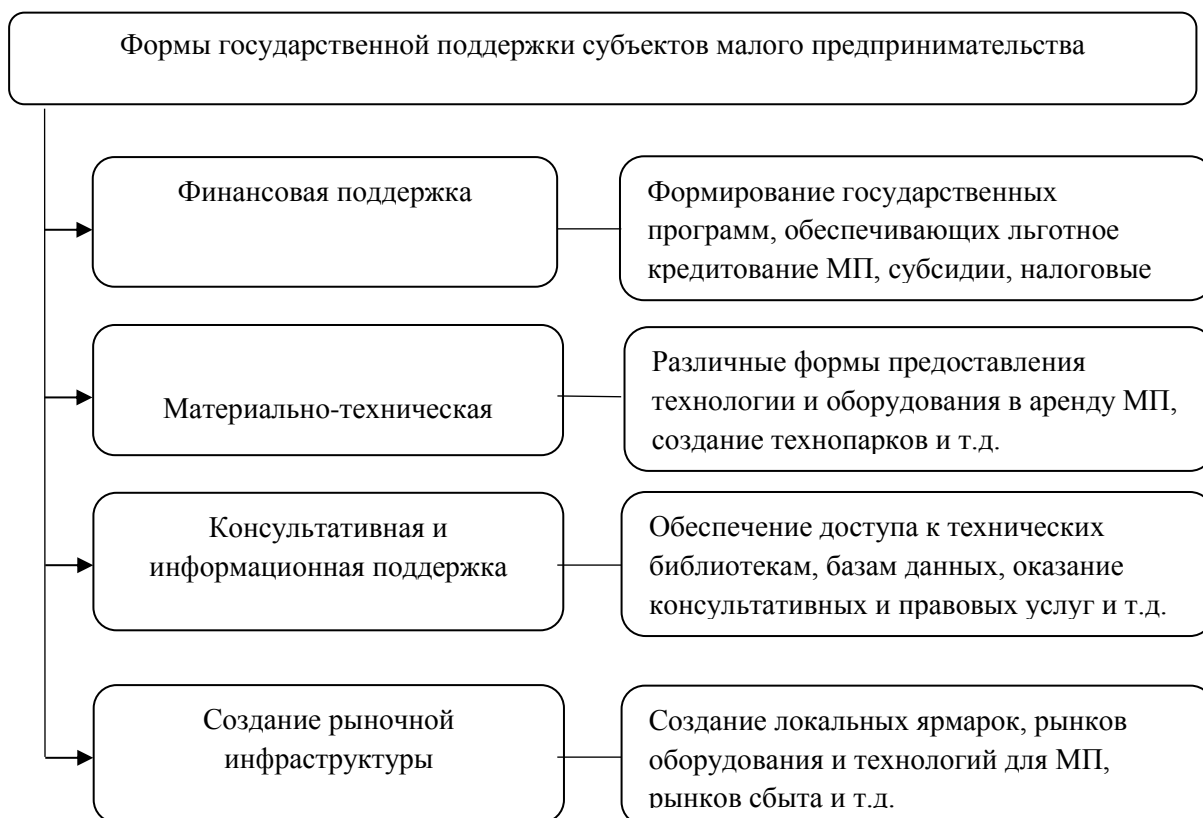 Формы государственной поддержки субъектов малого предпринимательства
Финансовая поддержка
Формирование государственных
программ, обеспечивающих льготное
кредитование МП, субсидии, налоговые
Материально-техническая
Различные формы предоставления
технологии и оборудования в аренду МП,
создание технопарков и т.д.
Консультативная и
информационная поддержка
Обеспечение доступа к технических
библиотекам, базам данных, оказание
консультативных и правовых услуг и т.д.
Создание рыночной
инфраструктуры
Создание локальных ярмарок, рынков
оборудования и технологий для МП,
рынков сбыта и т.д.